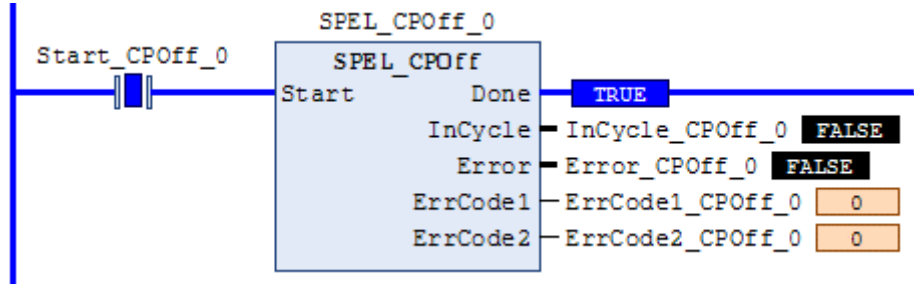 SPEL_CPOff_0
Start_CPOff_0 SPEL_CPOff
Start Done TRUE
InCycle InCycle_CPOff_0 FALSE
Error Error_CPOff_0 FALSE
ErrCode1 ErrCode1_CPOff_0 0
ErrCode2 ErrCode2_CPOff_0 0